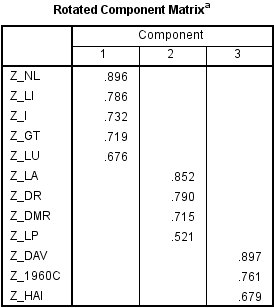 Rotated Component Matrixa
Component
1 2 3
Z_NL .896
Z_LI .786
Z_I .732
Z_GT .719
Z_LU .676
Z_LA .852
Z_DR .790
Z_DMR .715
Z_LP .521
Z_DAV .897
Z_1960C .761
Z_HAI .679